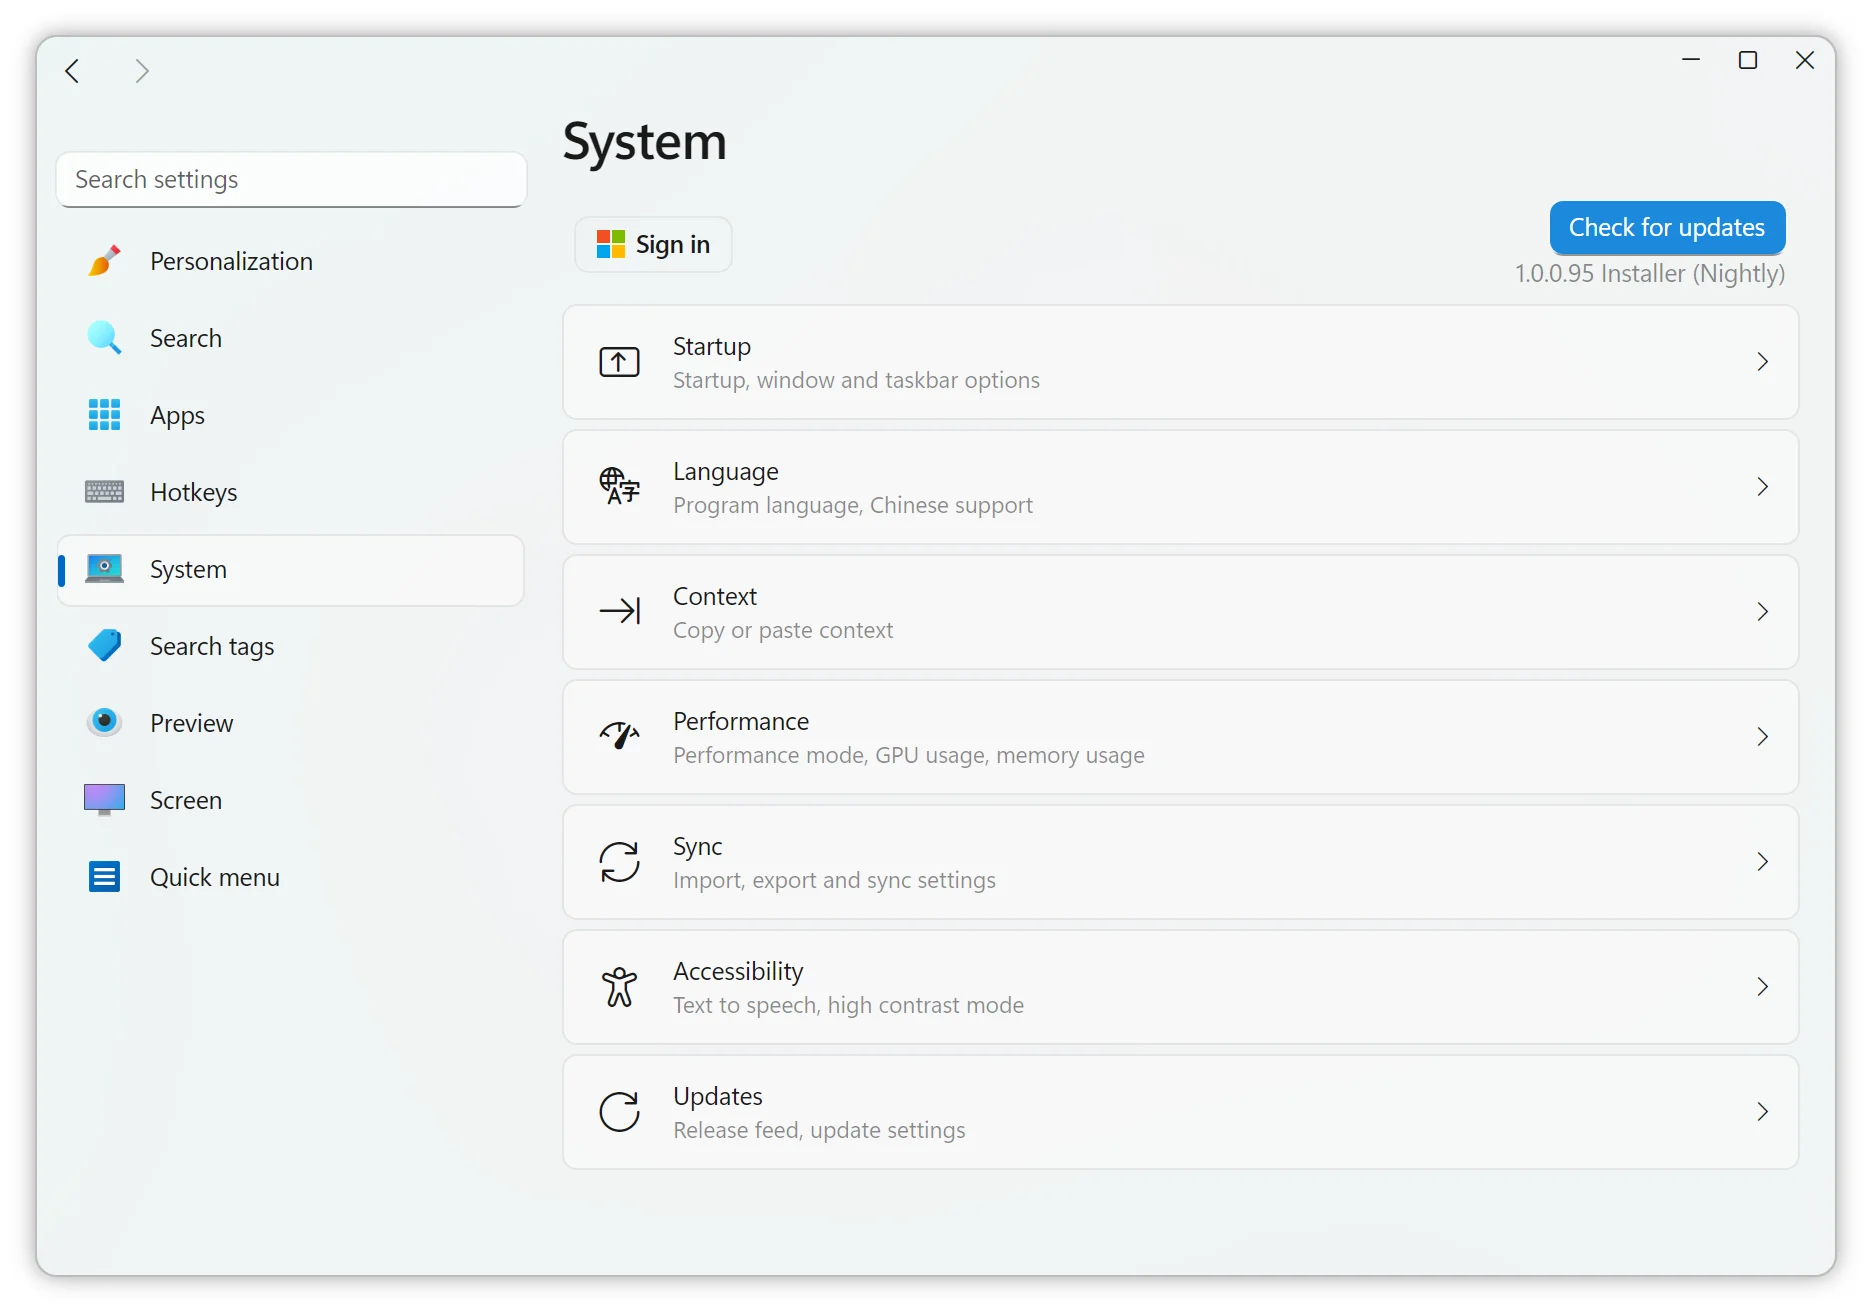 System
Search settings
Personalization
Search
Apps
Hotkeys
System
Search tags
Preview
Screen
Quick menu
Sign in
Check for updates
1.0.0.95 Installer (Nightly)
Startup
Startup, window and taskbar options
Language
Program language, Chinese support
Context
Copy or paste context
Performance
Performance mode, GPU usage, memory usage
Sync
Import, export and sync settings
Accessibility
Text to speech, high contrast mode
Updates
Release feed, update settings